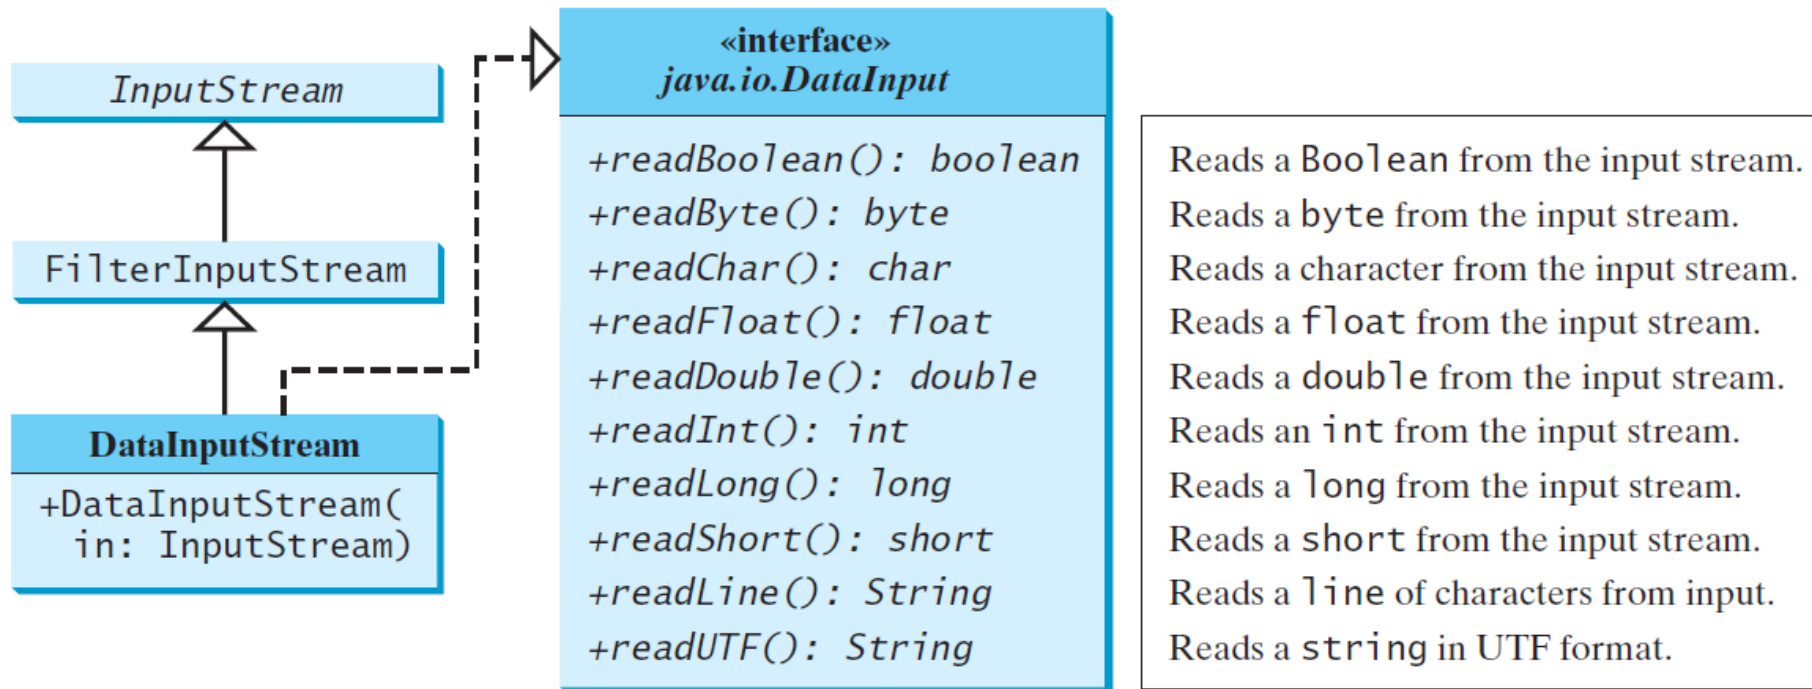 InputStream
FilterInputStream
DataInputStream
+DataInputStream(
in: InputStream)
«interface»
java.io.DataInput
+readBoolean(): boolean
+readByte(): byte
+readChar(): char
+readFloat(): float
+readDouble(): double
+readInt(): int
+readLong(): long
+readShort(): short
+readLine(): String
+readUTF(): String
Reads a Boolean from the input stream.
Reads a byte from the input stream.
Reads a character from the input stream.
Reads a float from the input stream.
Reads a double from the input stream.
Reads an int from the input stream.
Reads a long from the input stream.
Reads a short from the input stream.
Reads a line of characters from input.
Reads a string in UTF format.